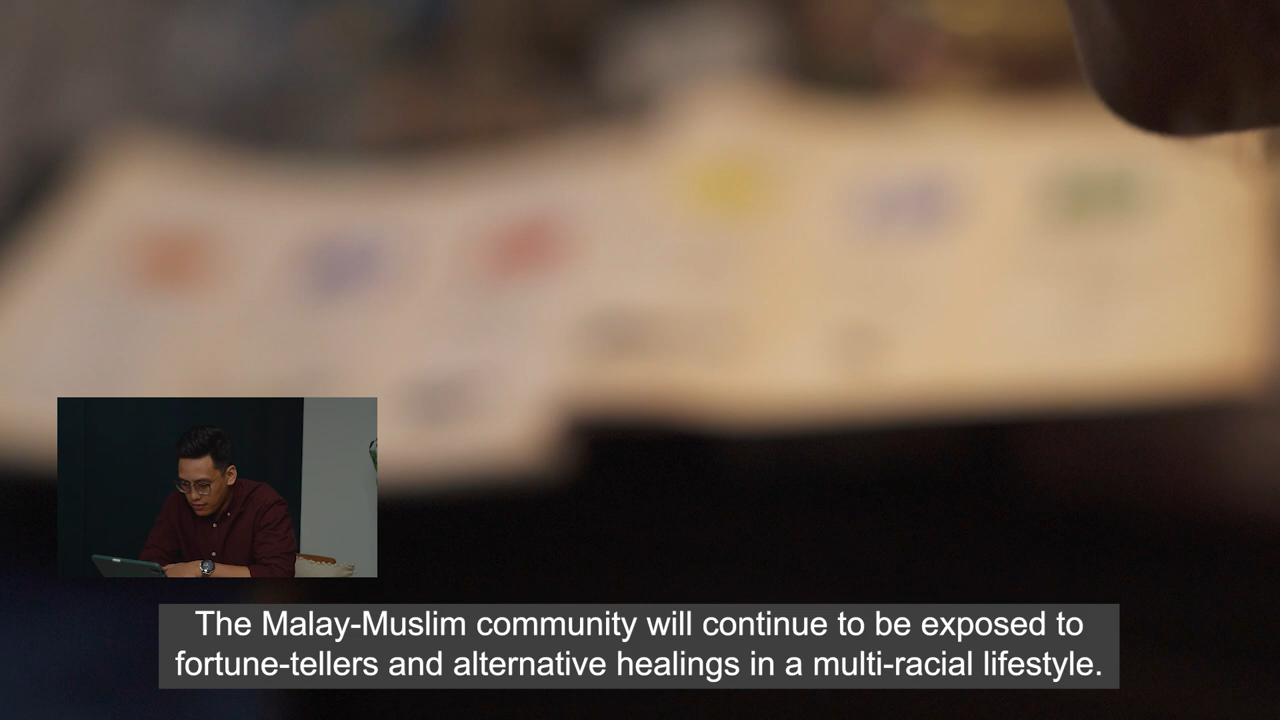 The Malay-Muslim community will continue to be exposed to
fortune-tellers and alternative healings in a multi-racial lifestyle.